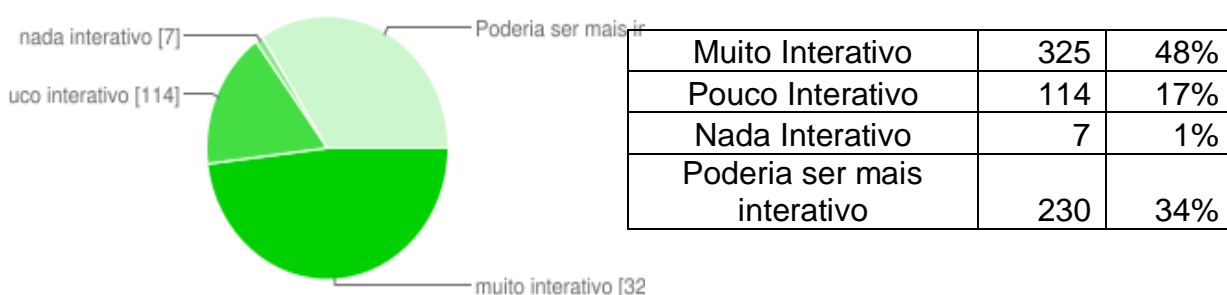 nada interativo [7]
Poderia ser mais ir
uco interativo [114]
muito interativo [32
Muito Interativo 325 48%
Pouco Interativo 114 17%
Nada Interativo 7 1%
Poderia ser mais
interativo 230 34%